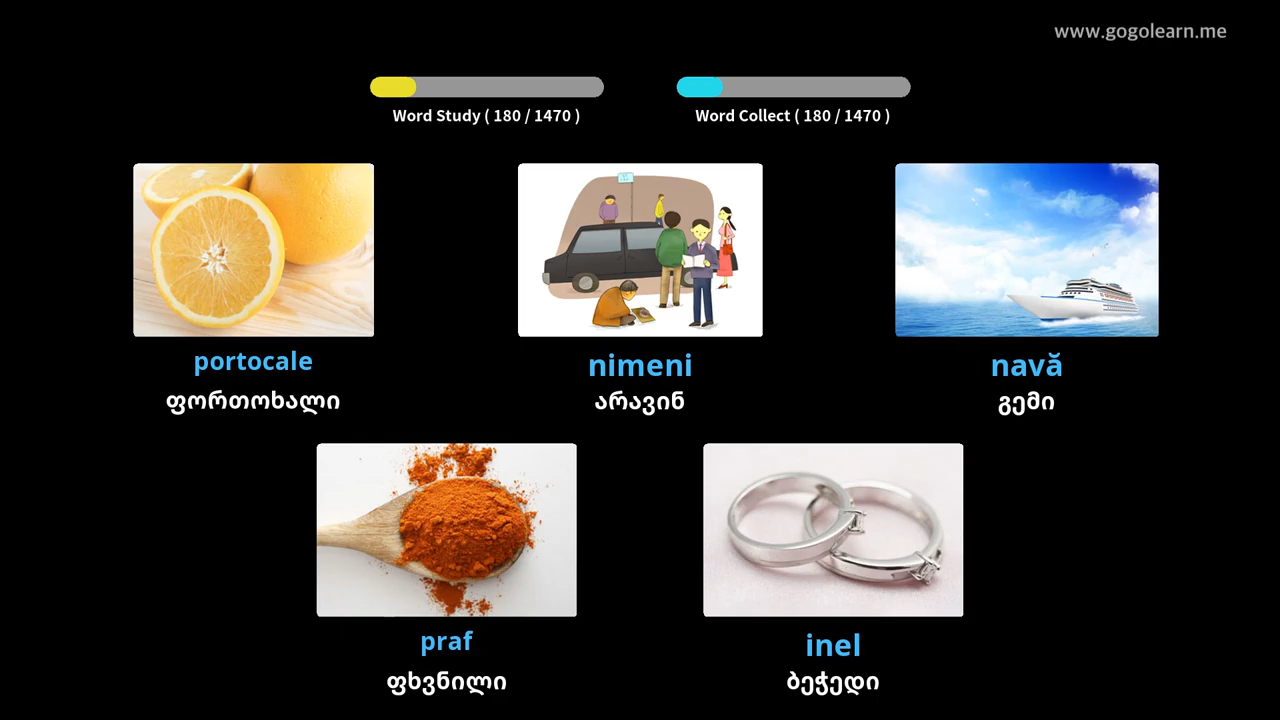 www.gogolearn.me
Word Study ( 180 / 1470 )
Word Collect ( 180 / 1470 )
portocale
ფორთოხალი
nimeni
არავინ
navă
გემი
praf
ფხვნილი
inel
ბეჭედი